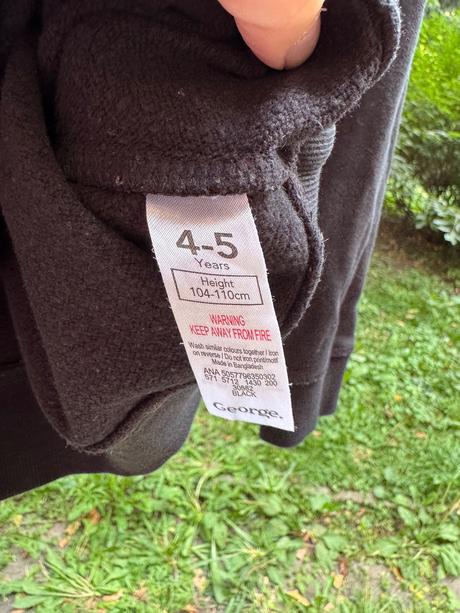 4-5
Years
Height
104-110cm
WARNING
KEEP AWAY FROM FIRE
Wash similar colours together / Iron
on reverse / Do not iron print/motif
Made in Bangladesh
ANA 5057796350302
571 5712 1430 200
30662
BLACK
George.